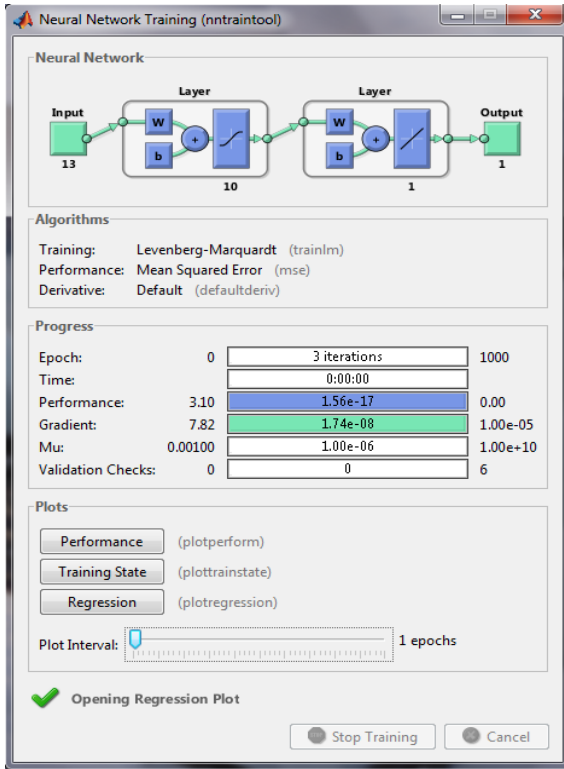 Neural Network Training (nntraintool)
Neural Network
Layer Layer
Input Output
W W
+ +
b b
13 1
10 1
Algorithms
Training: Levenberg-Marquardt (trainlm)
Performance: Mean Squared Error (mse)
Derivative: Default (defaultderiv)
Progress
Epoch: 0 3 iterations 1000
Time: 0:00:00
Performance: 3.10 1.56e-17 0.00
Gradient: 7.82 1.74e-08 1.00e-05
Mu: 0.00100 1.00e-06 1.00e+10
Validation Checks: 0 0 6
Plots
Performance (plotperform)
Training State (plottrainstate)
Regression (plotregression)
Plot Interval: 1 epochs
Opening Regression Plot
Stop Training Cancel